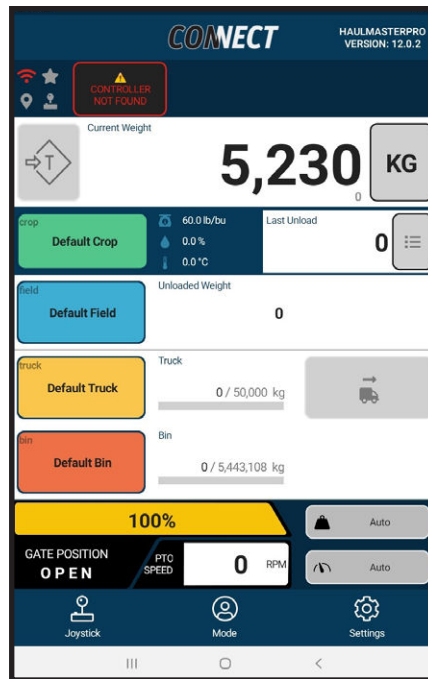 CONNECT
HAULMASTERPRO
VERSION: 12.0.2
CONTROLLER
NOT FOUND
Current Weight
T
5,230
0
KG
crop
Default Crop
60.0 lb/bu
0.0 %
0.0 °C
Last Unload
0
field
Default Field
Unloaded Weight
0
truck
Default Truck
Truck
0 / 50,000 kg
bin
Default Bin
Bin
0 / 5,443,108 kg
100%
Auto
GATE POSITION
OPEN
PTO
SPEED
0
RPM
Auto
Joystick
Mode
Settings